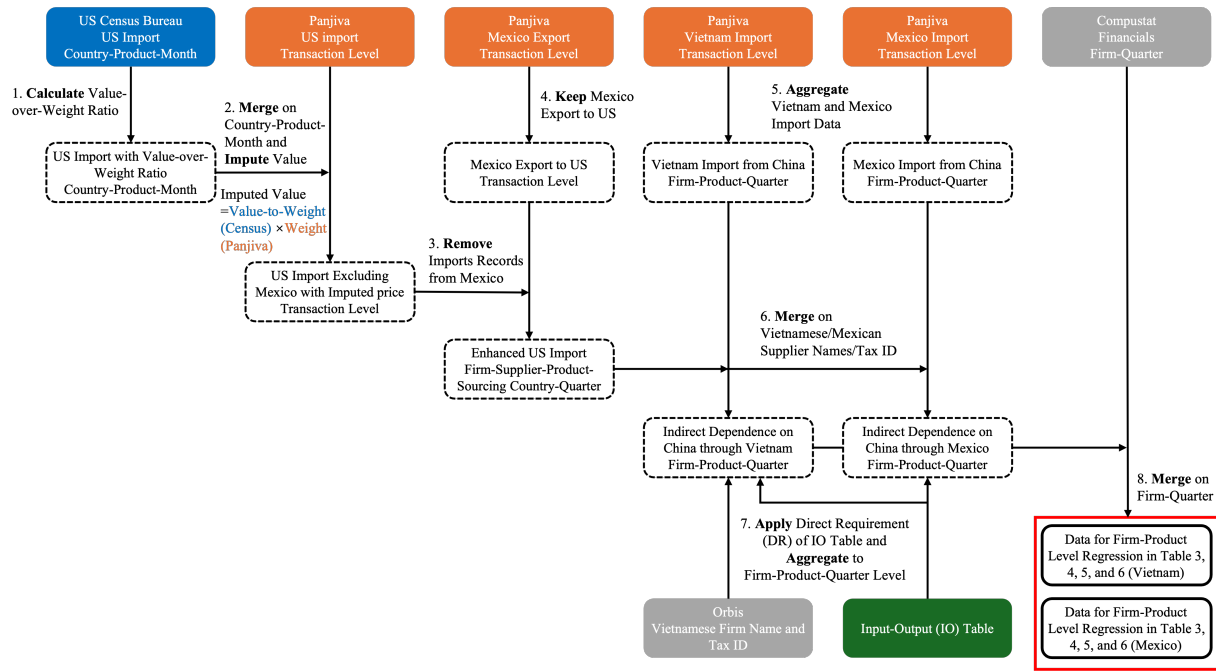 US Census Bureau
US Import
Country-Product-Month
Panjiva
US import
Transaction Level
Panjiva
Mexico Export
Transaction Level
Panjiva
Vietnam Import
Transaction Level
Panjiva
Mexico Import
Transaction Level
Compustat
Financials
Firm-Quarter
1. Calculate Value-
over-Weight Ratio
2. Merge on
Country-Product-
Month and
Impute Value
4. Keep Mexico
Export to US
5. Aggregate
Vietnam and Mexico
Import Data
US Import with Value-over-
Weight Ratio
Country-Product-Month
Mexico Export to US
Transaction Level
Vietnam Import from China
Firm-Product-Quarter
Mexico Import from China
Firm-Product-Quarter
Imputed Value
=Value-to-Weight
(Census) ×Weight
(Panjiva)
3. Remove
Imports Records
from Mexico
US Import Excluding
Mexico with Imputed price
Transaction Level
6. Merge on
Vietnamese/Mexican
Supplier Names/Tax ID
Enhanced US Import
Firm-Supplier-Product-
Sourcing Country-Quarter
Indirect Dependence on
China through Vietnam
Firm-Product-Quarter
Indirect Dependence on
China through Mexico
Firm-Product-Quarter
8. Merge on
Firm-Quarter
7. Apply Direct Requirement
(DR) of IO Table and
Aggregate to
Firm-Product-Quarter Level
Data for Firm-Product
Level Regression in Table 3,
4, 5, and 6 (Vietnam)
Orbis
Vietnamese Firm Name and
Tax ID
Input-Output (IO) Table
Data for Firm-Product
Level Regression in Table 3,
4, 5, and 6 (Mexico)